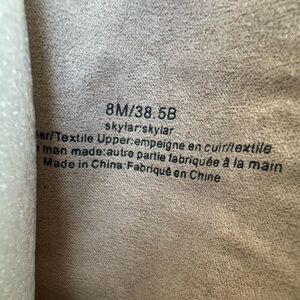 8M/38.5B
skylar:skylar
her/Textile Upper:empeigne en cuir/textile
man made:autre partie fabriquée à la main
Made in China:Fabriqué en Chine